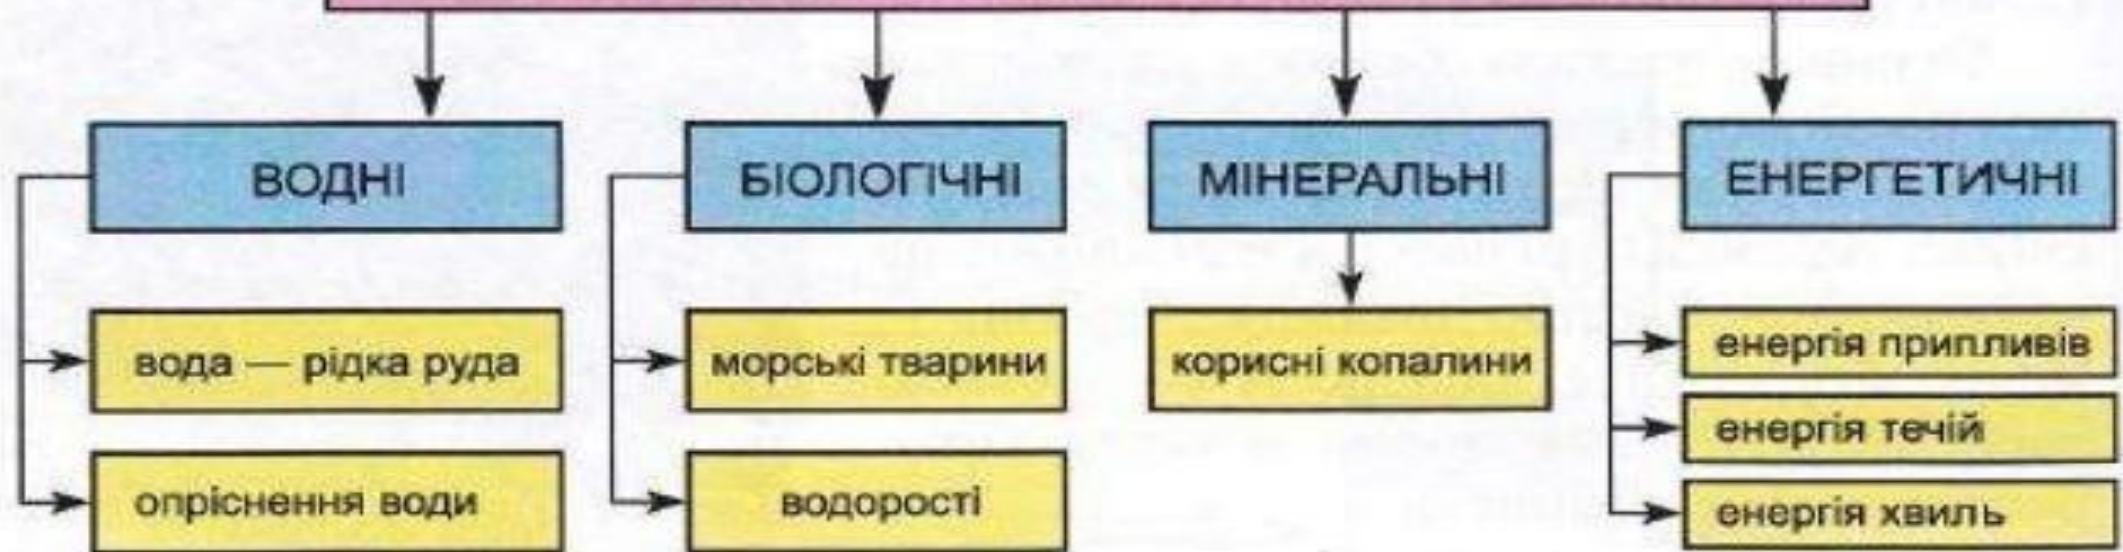 ВОДНІ
БІОЛОГІЧНІ
МІНЕРАЛЬНІ
ЕНЕРГЕТИЧНІ
вода — рідка руда
опріснення води
морські тварини
водорості
корисні копалини
енергія припливів
енергія течій
енергія хвиль